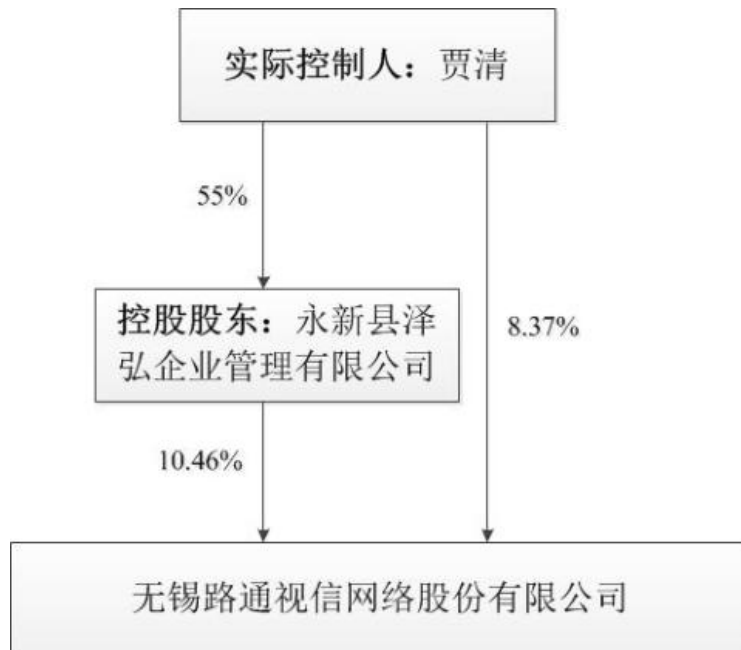 实际控制人：贾清
55%
控股股东：永新县泽
弘企业管理有限公司
8.37%
10.46%
无锡路通视信网络股份有限公司